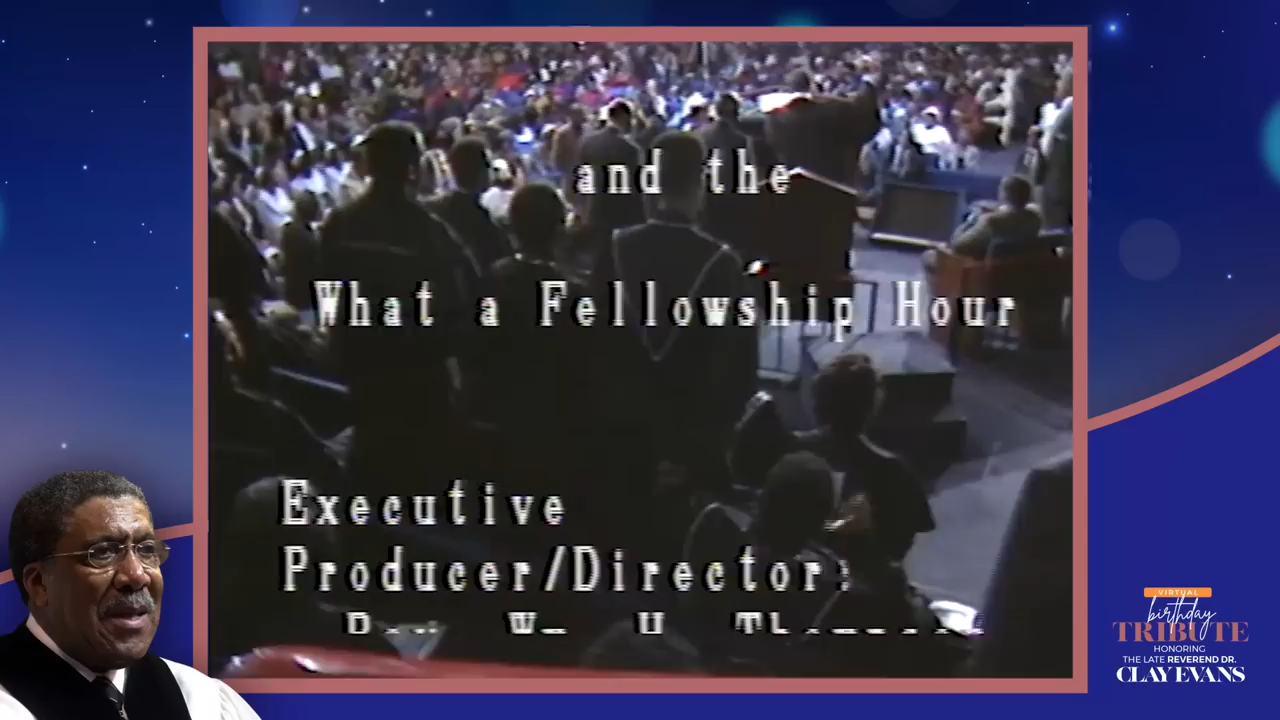 and the
What a Fellowship Hour
Executive
Producer/Director:
VIRTUAL
birthday
TRIBUTE
HONORING
THE LATE REVEREND DR.
CLAY EVANS